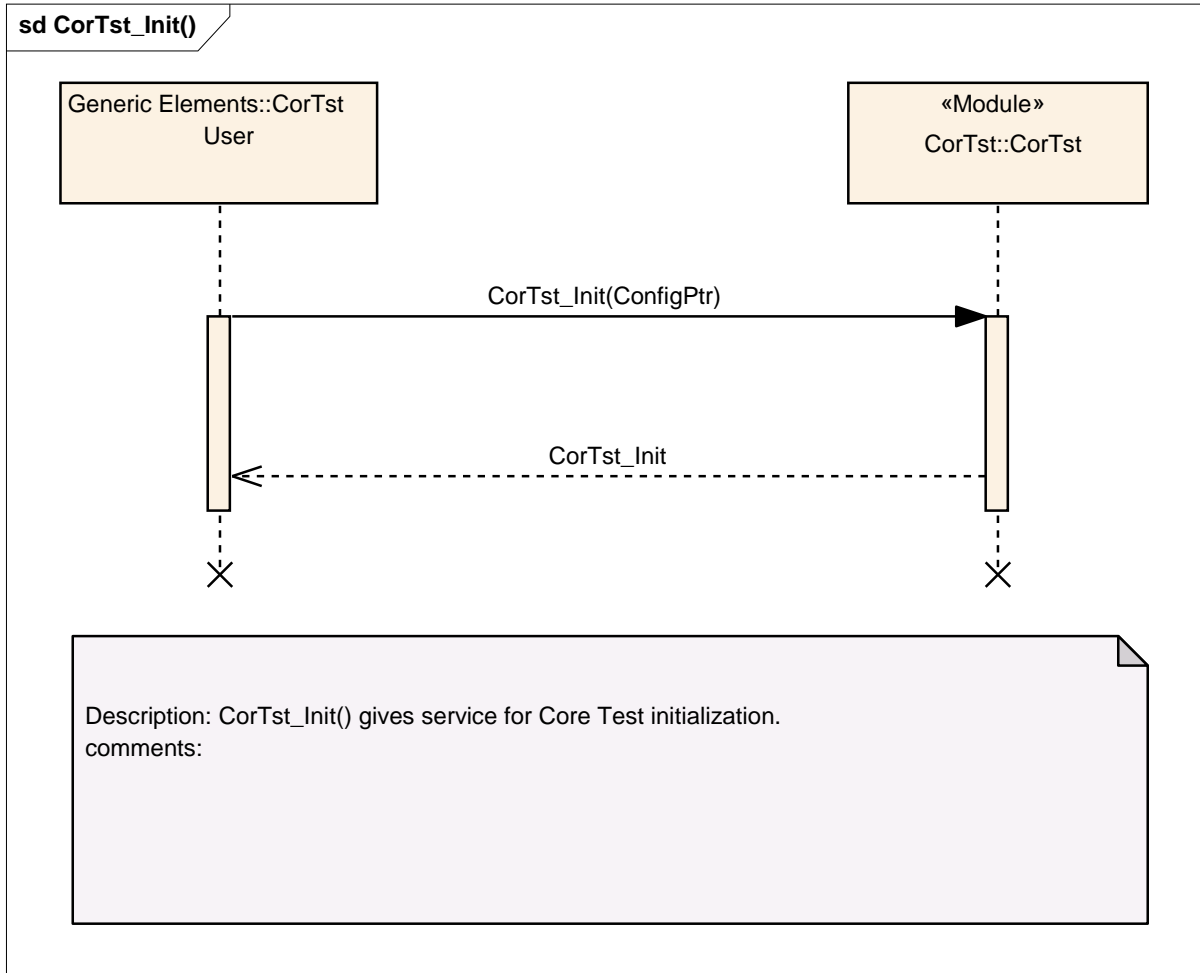 sd CorTst_Init()
Generic Elements::CorTst
User
«Module»
CorTst::CorTst
CorTst_Init(ConfigPtr)
CorTst_Init
Description: CorTst_Init() gives service for Core Test initialization.
comments: